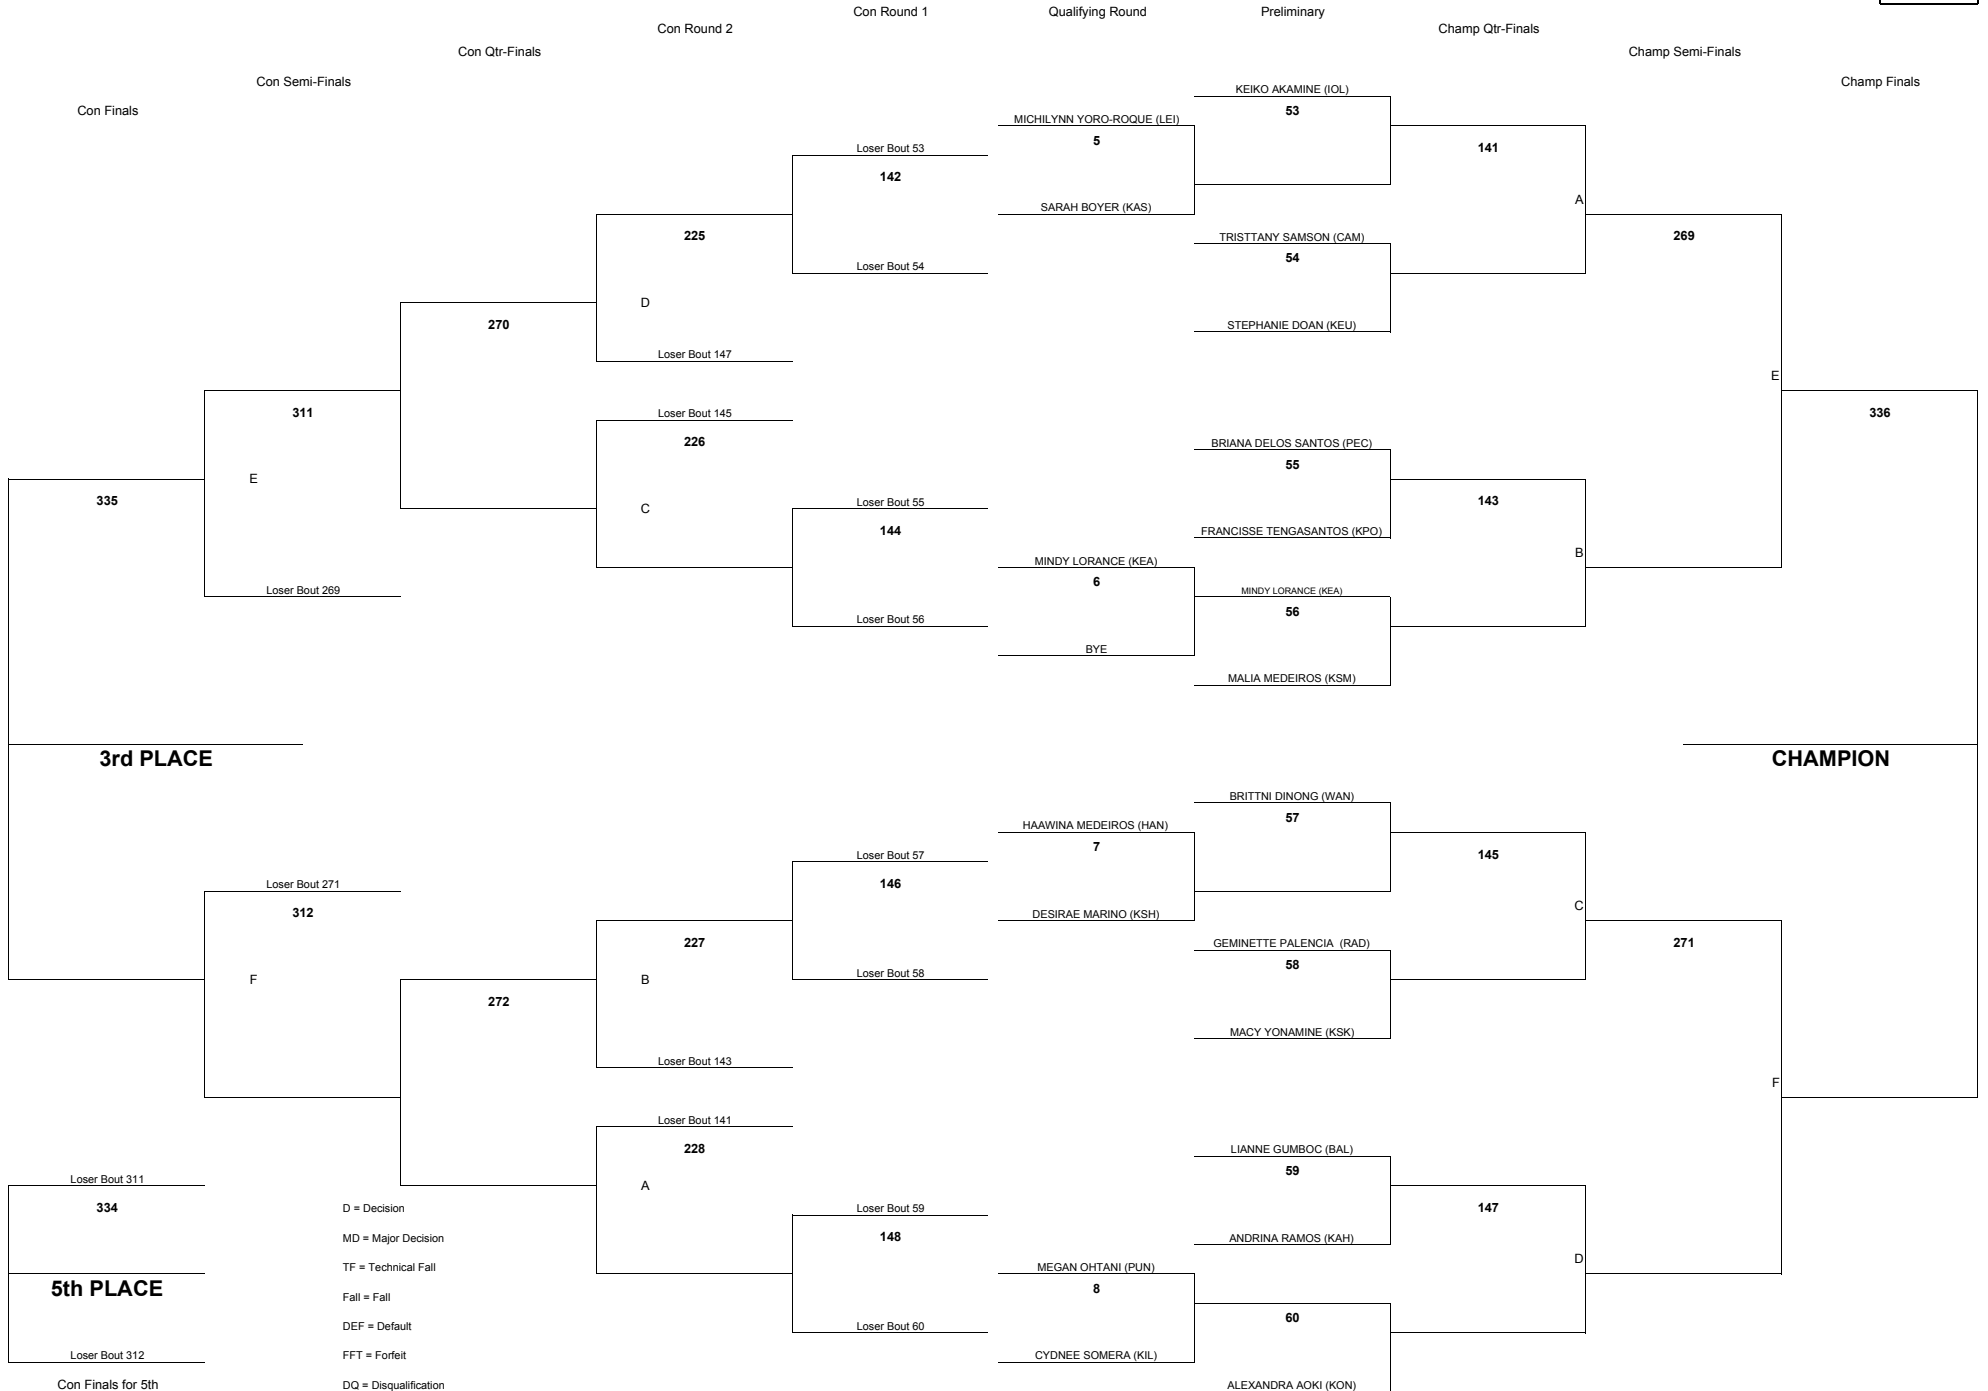 Con Round 1
Qualifying Round
Preliminary
Con Round 2
Champ Qtr-Finals
Con Qtr-Finals
Champ Semi-Finals
Con Semi-Finals
Champ Finals
Con Finals
KEIKO AKAMINE (IOL)
53
MICHILYNN YORO-ROQUE (LEI)
5
Loser Bout 53
141
142
A
SARAH BOYER (KAS)
225
TRISTTANY SAMSON (CAM)
269
54
Loser Bout 54
D
270
STEPHANIE DOAN (KEU)
Loser Bout 147
E
311
Loser Bout 145
336
226
BRIANA DELOS SANTOS (PEC)
55
E
335
Loser Bout 55
143
C
144
FRANCISSE TENGASANTOS (KPO)
B
MINDY LORANCE (KEA)
6
Loser Bout 269
MINDY LORANCE (KEA)
56
Loser Bout 56
BYE
MALIA MEDEIROS (KSM)
3rd PLACE
CHAMPION
BRITTNI DINONG (WAN)
57
HAAWINA MEDEIROS (HAN)
7
Loser Bout 57
145
Loser Bout 271
146
312
C
DESIRAE MARINO (KSH)
227
GEMINETTE PALENCIA (RAD)
271
58
Loser Bout 58
F
B
272
MACY YONAMINE (KSK)
Loser Bout 143
F
Loser Bout 141
228
LIANNE GUMBOC (BAL)
59
Loser Bout 311
A
334
D = Decision
Loser Bout 59
147
148
MD = Major Decision
ANDRINA RAMOS (KAH)
D
TF = Technical Fall
MEGAN OHTANI (PUN)
5th PLACE
8
Fall = Fall
60
DEF = Default
Loser Bout 60
Loser Bout 312
FFT = Forfeit
CYDNEE SOMERA (KIL)
Con Finals for 5th
DQ = Disqualification
ALEXANDRA AOKI (KON)